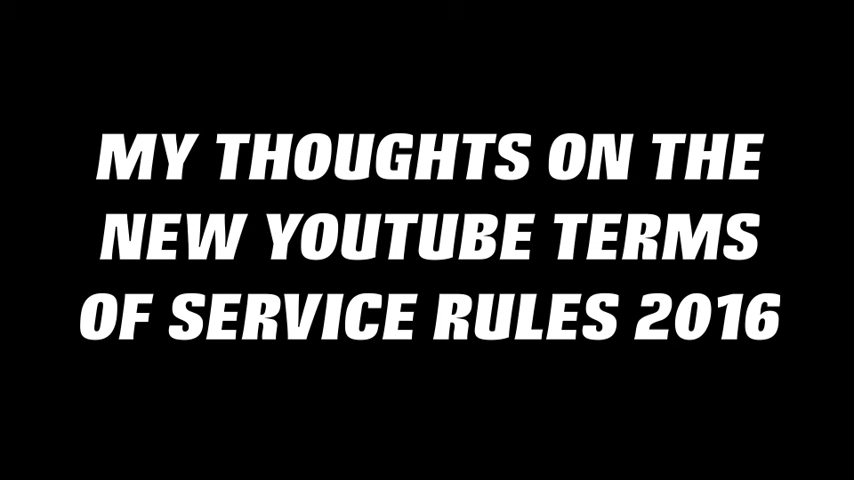 MY THOUGHTS ON THE
NEW YOUTUBE TERMS
OF SERVICE RULES 2016